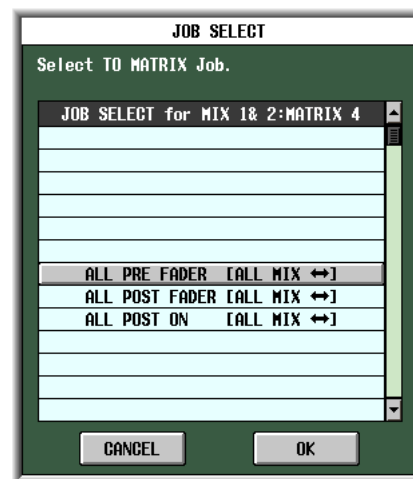 JOB SELECT
Select TO MATRIX Job.
JOB SELECT for MIX 1& 2:MATRIX 4
ALL PRE FADER [ALL MIX ↔]
ALL POST FADER [ALL MIX ↔]
ALL POST ON [ALL MIX ↔]
CANCEL OK